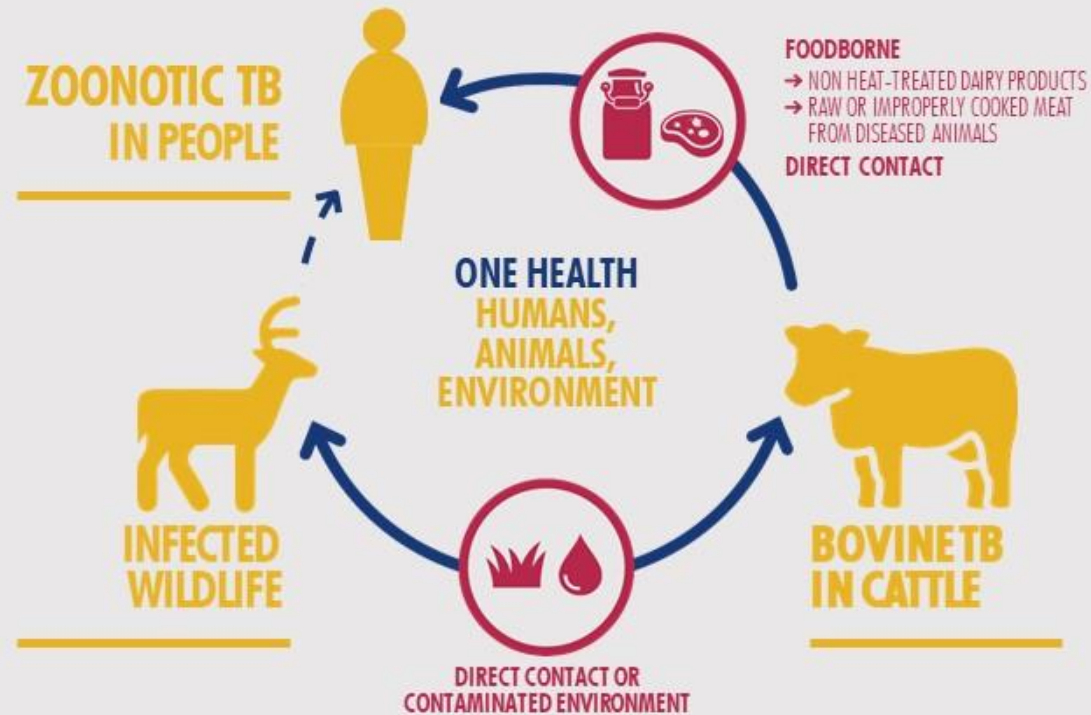 ZOONOTIC TB
IN PEOPLE
FOODBORNE
→ NON HEAT-TREATED DAIRY PRODUCTS
→ RAW OR IMPROPERLY COOKED MEAT
FROM DISEASED ANIMALS
DIRECT CONTACT
ONE HEALTH
HUMANS,
ANIMALS,
ENVIRONMENT
INFECTED
WILDLIFE
BOVINE TB
IN CATTLE
DIRECT CONTACT OR
CONTAMINATED ENVIRONMENT